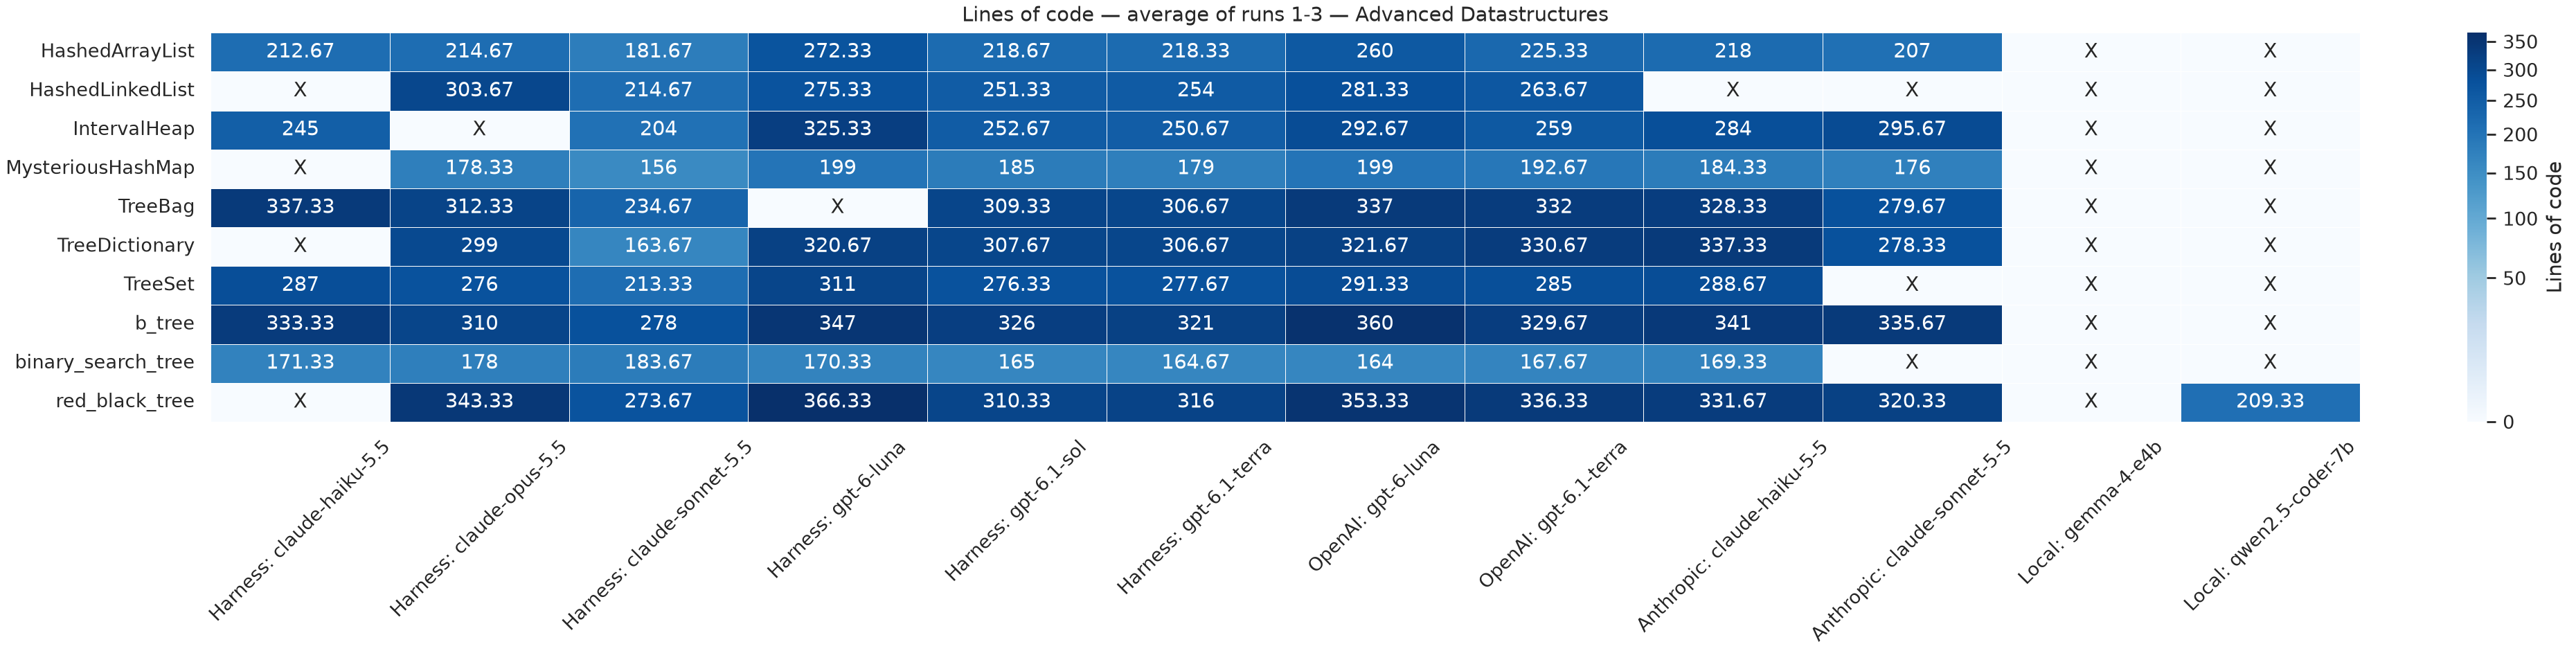 Lines of code — average of runs 1-3 — Advanced Datastructures
HashedArrayList 212.67 214.67 181.67 272.33 218.67 218.33 260 225.33 218 207 X X
HashedLinkedList X 303.67 214.67 275.33 251.33 254 281.33 263.67 X X X X
IntervalHeap 245 X 204 325.33 252.67 250.67 292.67 259 284 295.67 X X
MysteriousHashMap X 178.33 156 199 185 179 199 192.67 184.33 176 X X
TreeBag 337.33 312.33 234.67 X 309.33 306.67 337 332 328.33 279.67 X X
TreeDictionary X 299 163.67 320.67 307.67 306.67 321.67 330.67 337.33 278.33 X X
TreeSet 287 276 213.33 311 276.33 277.67 291.33 285 288.67 X X X
b_tree 333.33 310 278 347 326 321 360 329.67 341 335.67 X X
binary_search_tree 171.33 178 183.67 170.33 165 164.67 164 167.67 169.33 X X X
red_black_tree X 343.33 273.67 366.33 310.33 316 353.33 336.33 331.67 320.33 X 209.33
Harness: claude-haiku-5.5
Harness: claude-opus-5.5
Harness: claude-sonnet-5.5
Harness: gpt-6-luna
Harness: gpt-6.1-sol
Harness: gpt-6.1-terra
OpenAI: gpt-6-luna
OpenAI: gpt-6.1-terra
Anthropic: claude-haiku-5-5
Anthropic: claude-sonnet-5-5
Local: gemma-4-e4b
Local: qwen2.5-coder-7b
350
300
250
200
150
100
50
0
Lines of code